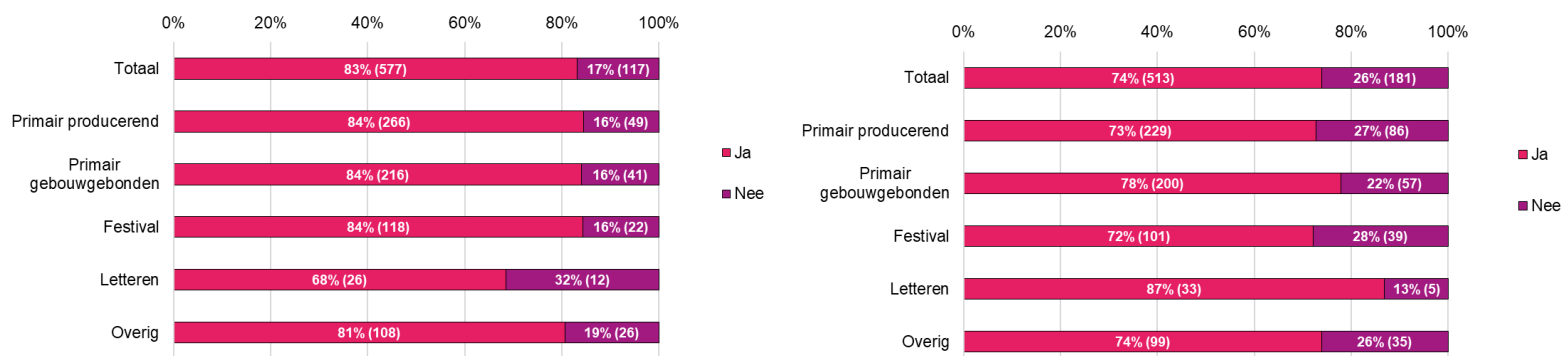 0% 20% 40% 60% 80% 100%
Totaal 83% (577) 17% (117)
Primair producerend 84% (266) 16% (49)
Primair
gebouwgebonden 84% (216) 16% (41)
Festival 84% (118) 16% (22)
Letteren 68% (26) 32% (12)
Overig 81% (108) 19% (26)
Ja
Nee
0% 20% 40% 60% 80% 100%
Totaal 74% (513) 26% (181)
Primair producerend 73% (229) 27% (86)
Primair
gebouwgebonden 78% (200) 22% (57)
Festival 72% (101) 28% (39)
Letteren 87% (33) 13% (5)
Overig 74% (99) 26% (35)
Ja
Nee